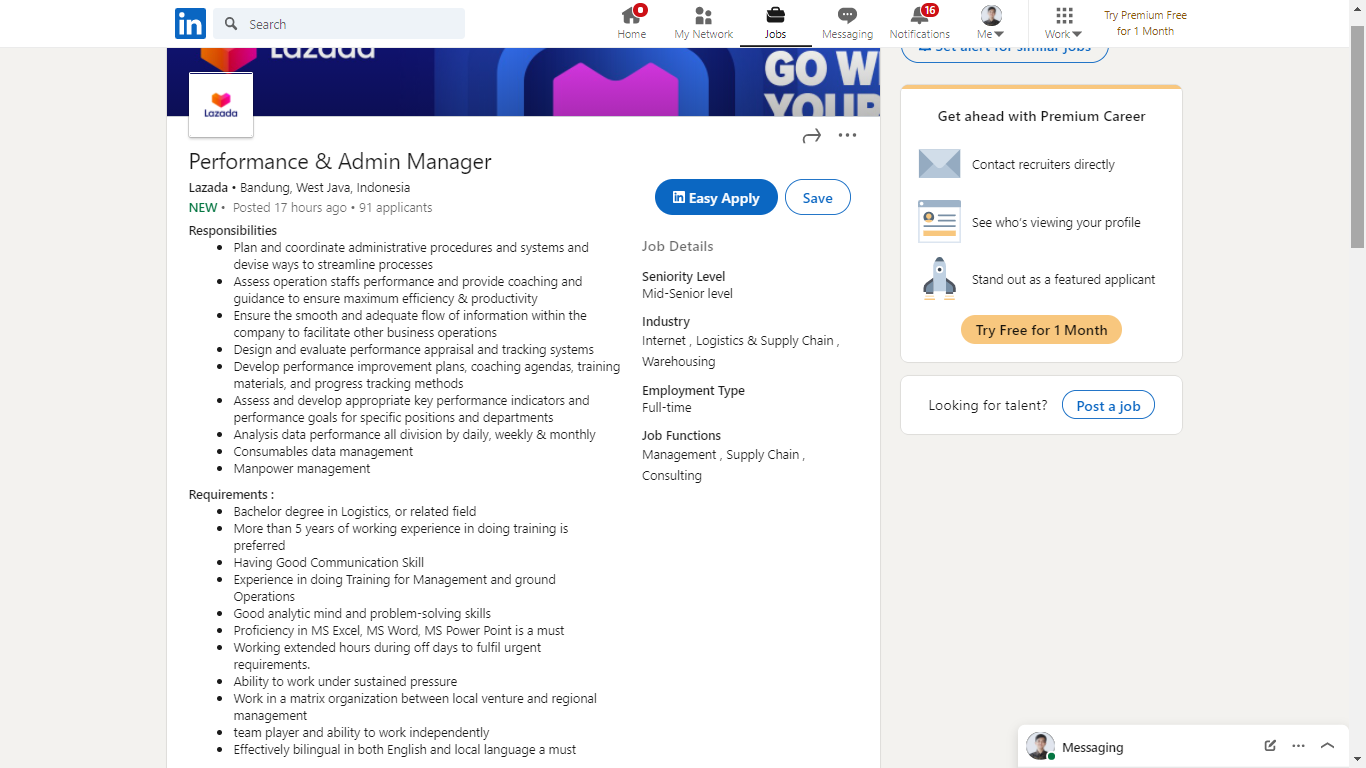 in
Search
Home
My Network
Jobs
Messaging
16
Notifications
Me
Work
Try Premium Free
for 1 Month
Lazada
GO
YOUR
Set alert for similar jobs
Lazada
Performance & Admin Manager
Lazada • Bandung, West Java, Indonesia
NEW • Posted 17 hours ago • 91 applicants
in Easy Apply
Save
Responsibilities
• Plan and coordinate administrative procedures and systems and
devise ways to streamline processes
• Assess operation staffs performance and provide coaching and
guidance to ensure maximum efficiency & productivity
• Ensure the smooth and adequate flow of information within the
company to facilitate other business operations
• Design and evaluate performance appraisal and tracking systems
• Develop performance improvement plans, coaching agendas, training
materials, and progress tracking methods
• Assess and develop appropriate key performance indicators and
performance goals for specific positions and departments
• Analysis data performance all division by daily, weekly & monthly
• Consumables data management
• Manpower management
Requirements :
• Bachelor degree in Logistics, or related field
• More than 5 years of working experience in doing training is
preferred
• Having Good Communication Skill
• Experience in doing Training for Management and ground
Operations
• Good analytic mind and problem-solving skills
• Proficiency in MS Excel, MS Word, MS Power Point is a must
• Working extended hours during off days to fulfil urgent
requirements.
• Ability to work under sustained pressure
• Work in a matrix organization between local venture and regional
management
• team player and ability to work independently
• Effectively bilingual in both English and local language a must
Job Details
Seniority Level
Mid-Senior level
Industry
Internet , Logistics & Supply Chain ,
Warehousing
Employment Type
Full-time
Job Functions
Management , Supply Chain ,
Consulting
Get ahead with Premium Career
Contact recruiters directly
See who's viewing your profile
Stand out as a featured applicant
Try Free for 1 Month
Looking for talent?
Post a job
Messaging